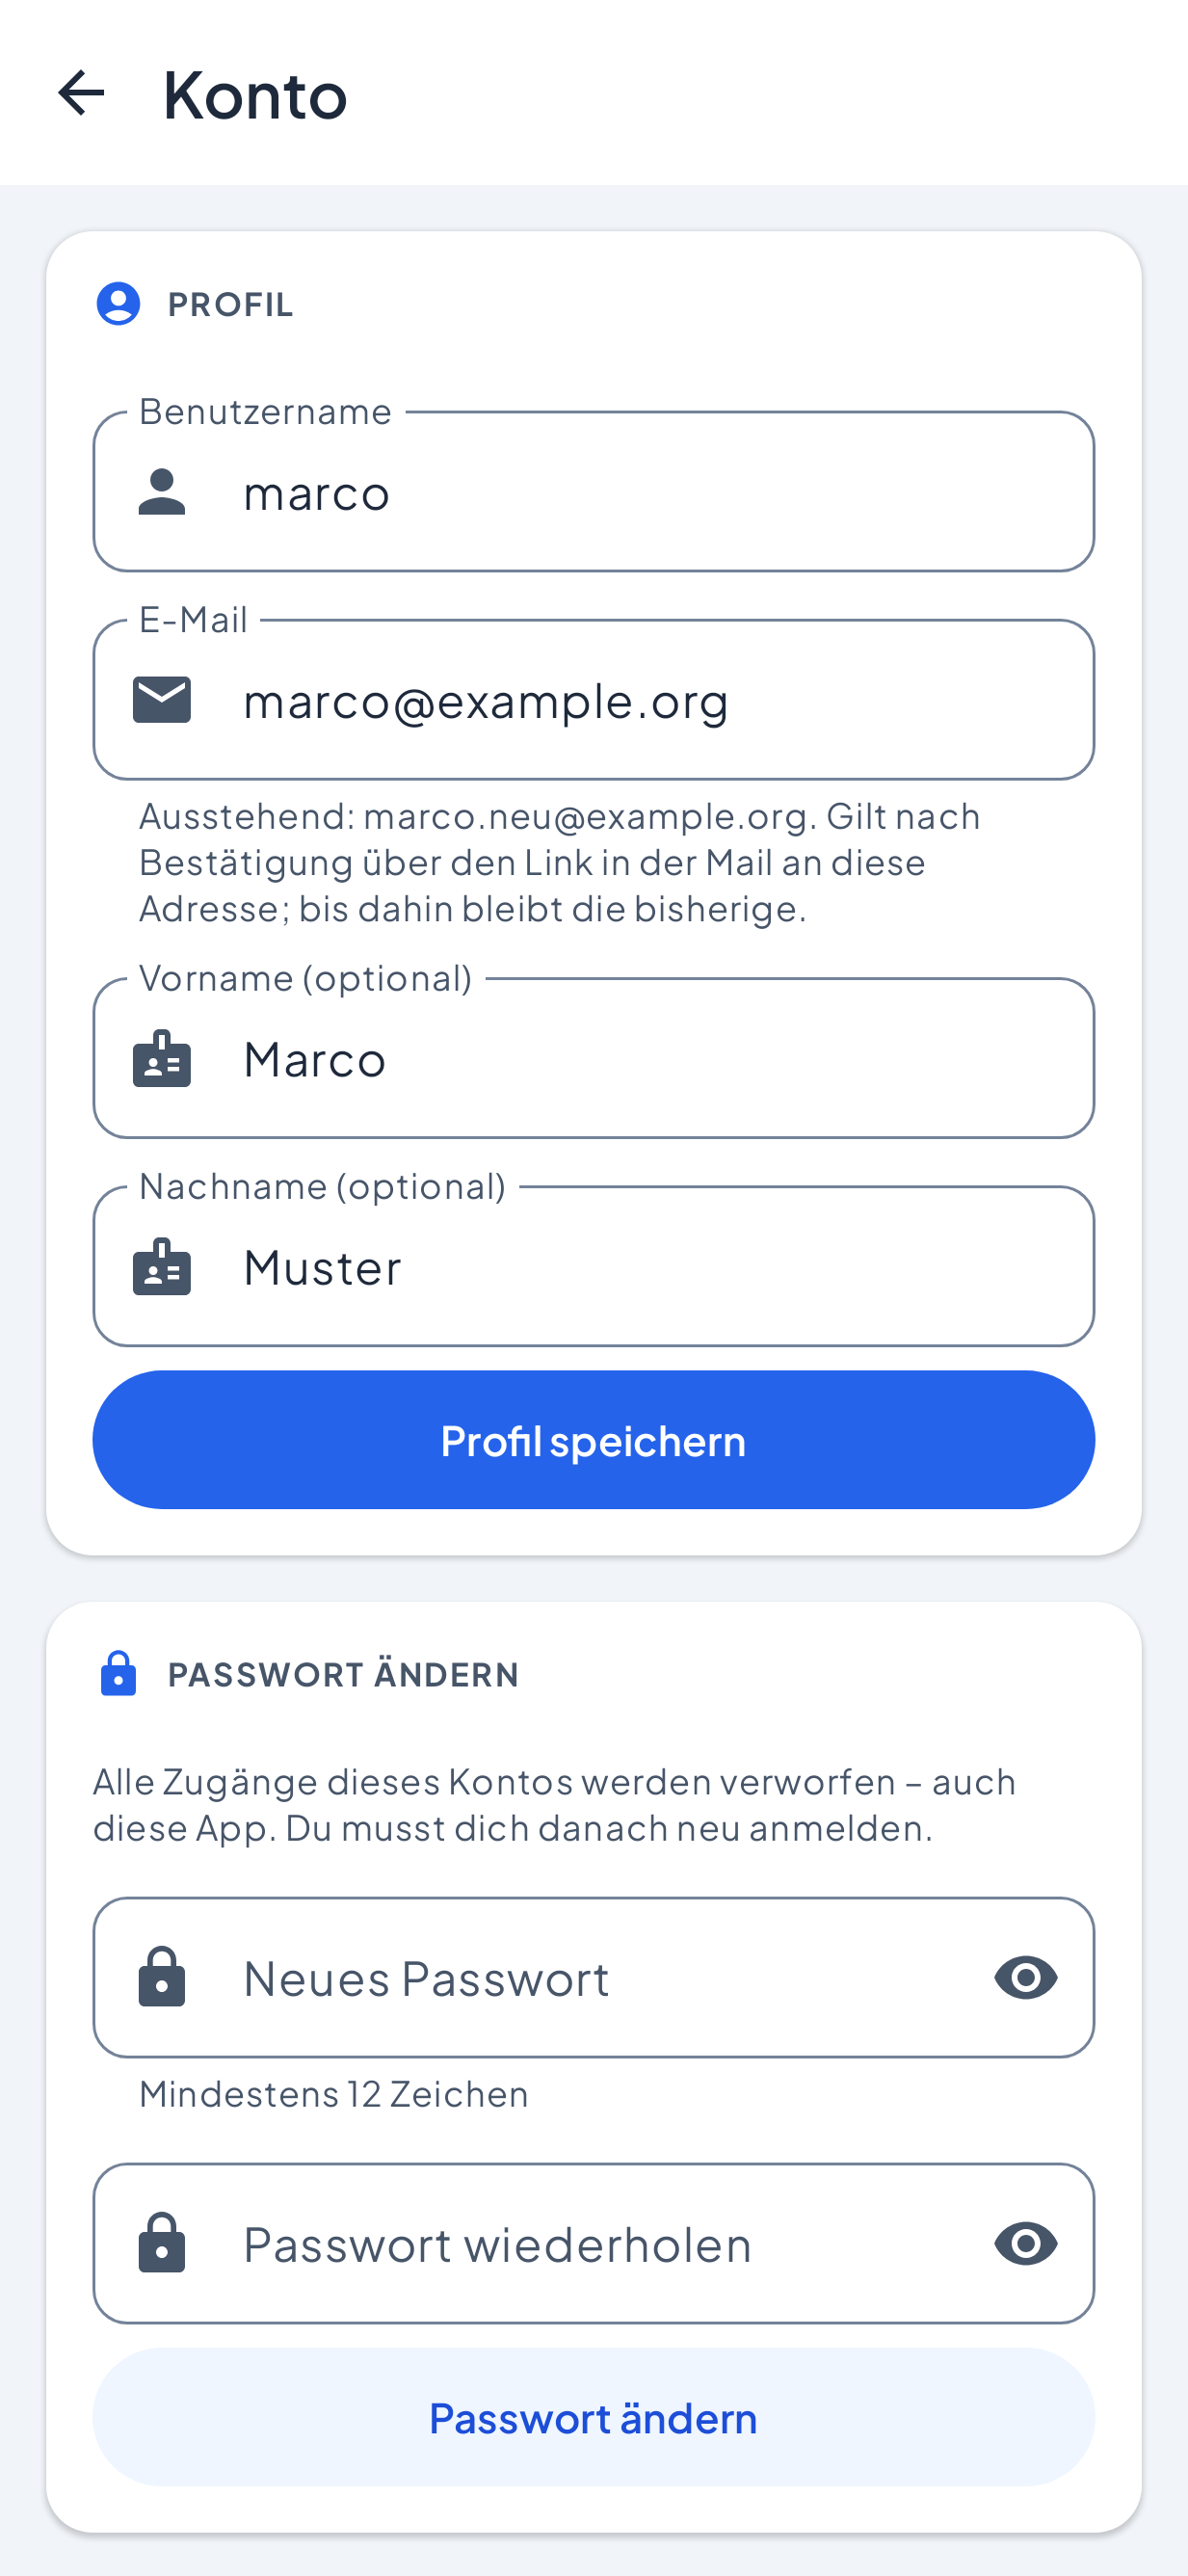 Konto
PROFIL
Benutzername
marco
E-Mail
marco@example.org
Ausstehend: marco.neu@example.org. Gilt nach
Bestätigung über den Link in der Mail an diese
Adresse; bis dahin bleibt die bisherige.
Vorname (optional)
Marco
Nachname (optional)
Muster
Profil speichern
PASSWORT ÄNDERN
Alle Zugänge dieses Kontos werden verworfen – auch
diese App. Du musst dich danach neu anmelden.
Neues Passwort
Mindestens 12 Zeichen
Passwort wiederholen
Passwort ändern